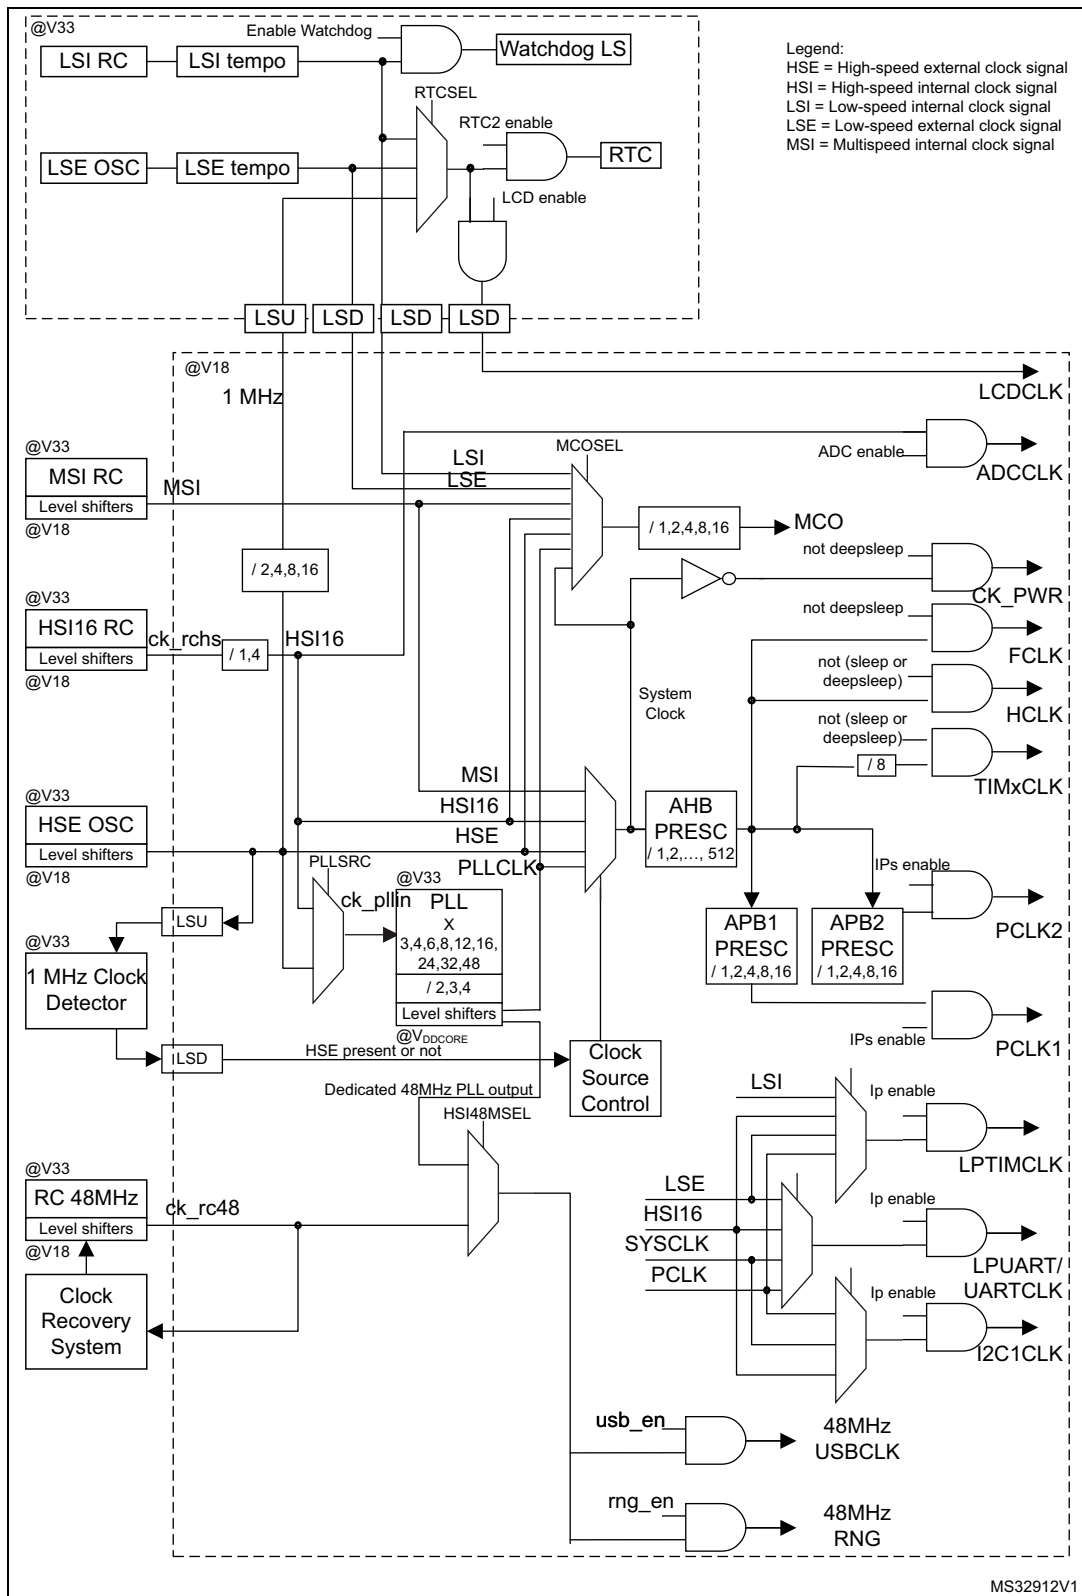 @V33
Enable Watchdog
LSI RC
LSI tempo
Watchdog LS
Legend:
HSE = High-speed external clock signal
HSI = High-speed internal clock signal
LSI = Low-speed internal clock signal
LSE = Low-speed external clock signal
MSI = Multispeed internal clock signal
RTCSEL
RTC2 enable
LSE OSC
LSE tempo
RTC
LCD enable
LSU
LSD
LSD
LSD
@V18
1 MHz
LCDCLK
@V33
MSI RC
Level shifters
@V18
MSI
LSI
LSE
MCOSEL
ADC enable
ADCCLK
/ 1,2,4,8,16
MCO
not deepsleep
CK_PWR
/ 2,4,8,16
@V33
HSI16 RC
Level shifters
@V18
ck_rchs
/ 1,4
HSI16
not deepsleep
FCLK
not (sleep or
deepsleep)
HCLK
System
Clock
not (sleep or
deepsleep)
/ 8
TIMxCLK
MSI
HSI16
HSE
PLLCLK
@V33
HSE OSC
Level shifters
@V18
AHB
PRESC
/ 1,2,..., 512
PLLSRC
ck_pllin
@V33
PLL
X
3,4,6,8,12,16,
24,32,48
/ 2,3,4
Level shifters
@VDDCORE
IPs enable
PCLK2
APB1
PRESC
/ 1,2,4,8,16
APB2
PRESC
/ 1,2,4,8,16
LSU
@V33
1 MHz Clock
Detector
LSD
HSE present or not
Clock
Source
Control
IPs enable
PCLK1
Dedicated 48MHz PLL output
HSI48MSEL
LSI
Ip enable
LPTIMCLK
@V33
RC 48MHz
Level shifters
@V18
ck_rc48
LSE
HSI16
SYSCLK
PCLK
Ip enable
LPUART/
UARTCLK
Clock
Recovery
System
Ip enable
I2C1CLK
usb_en
48MHz
USBCLK
rng_en
48MHz
RNG
MS32912V1